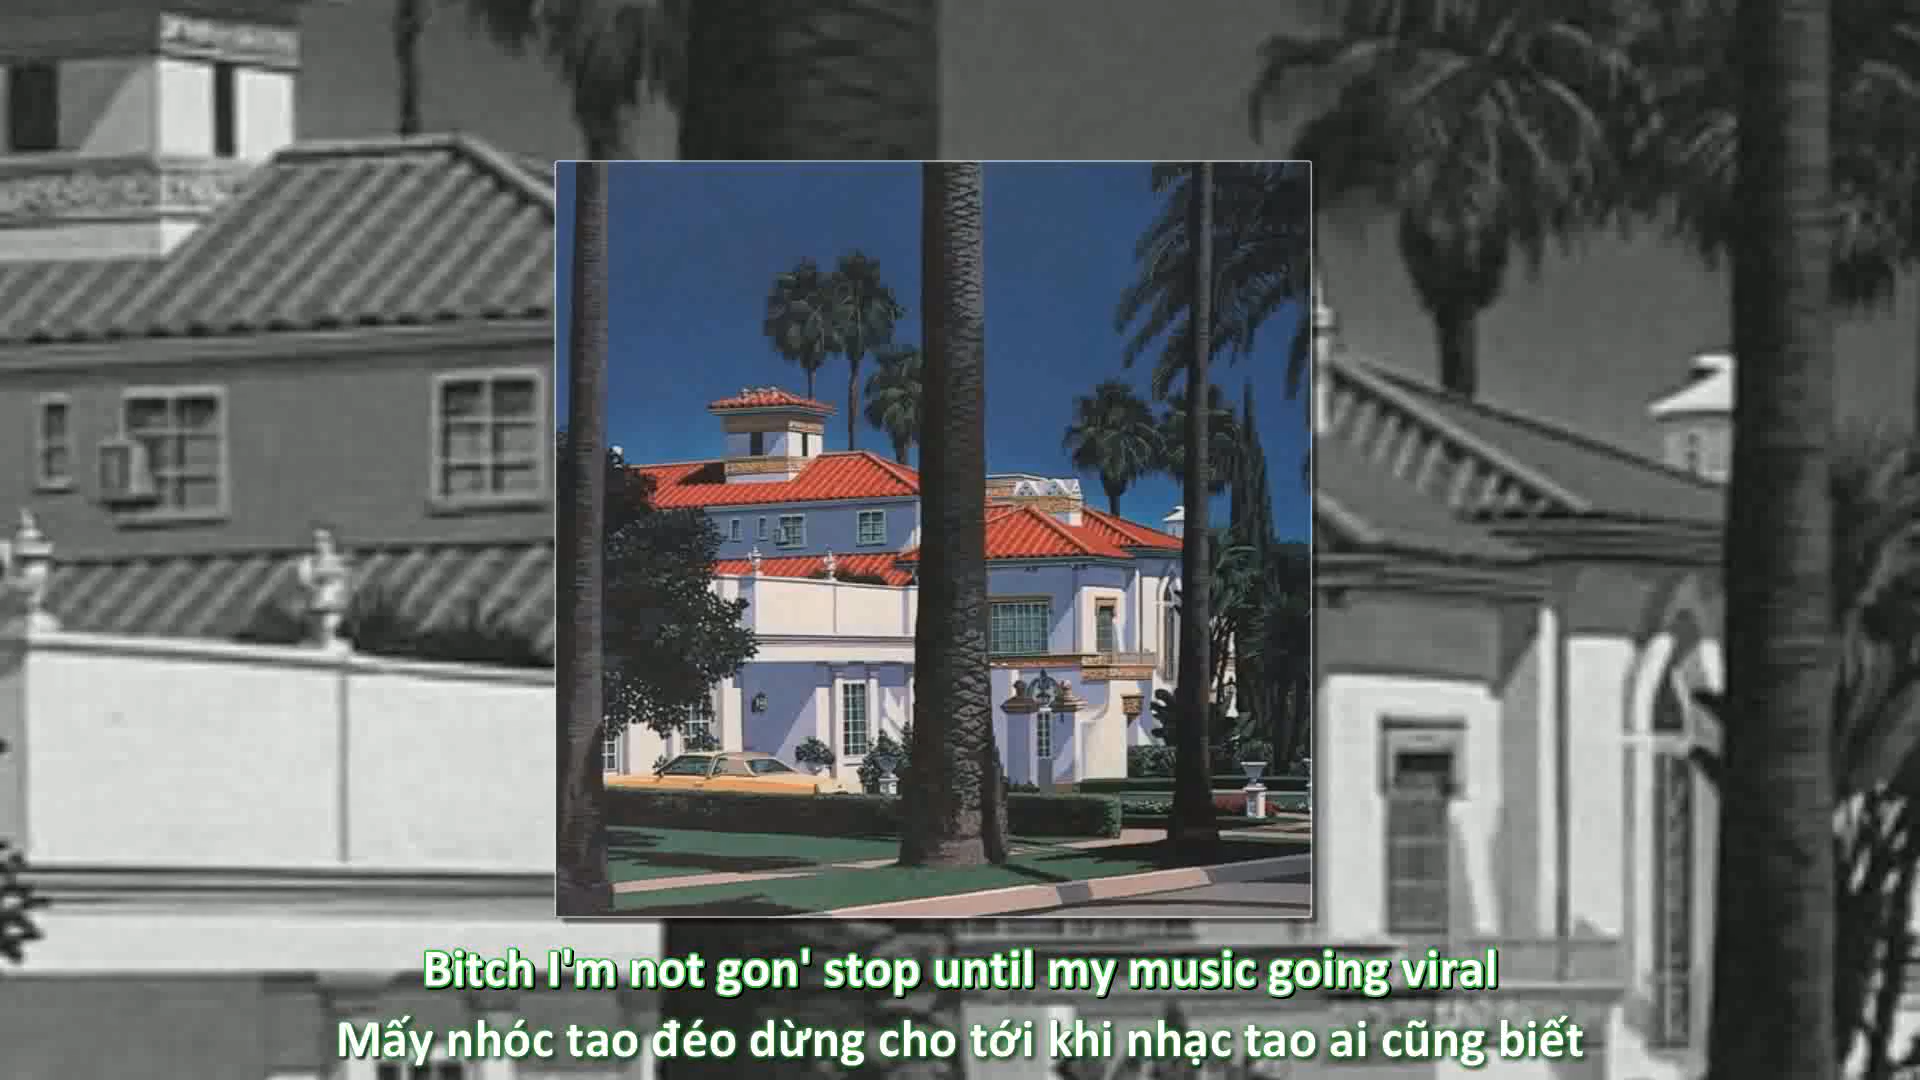 Bitch I'm not gon' stop until my music going viral
Mấy nhóc tao đéo dừng cho tới khi nhạc tao ai cũng biết